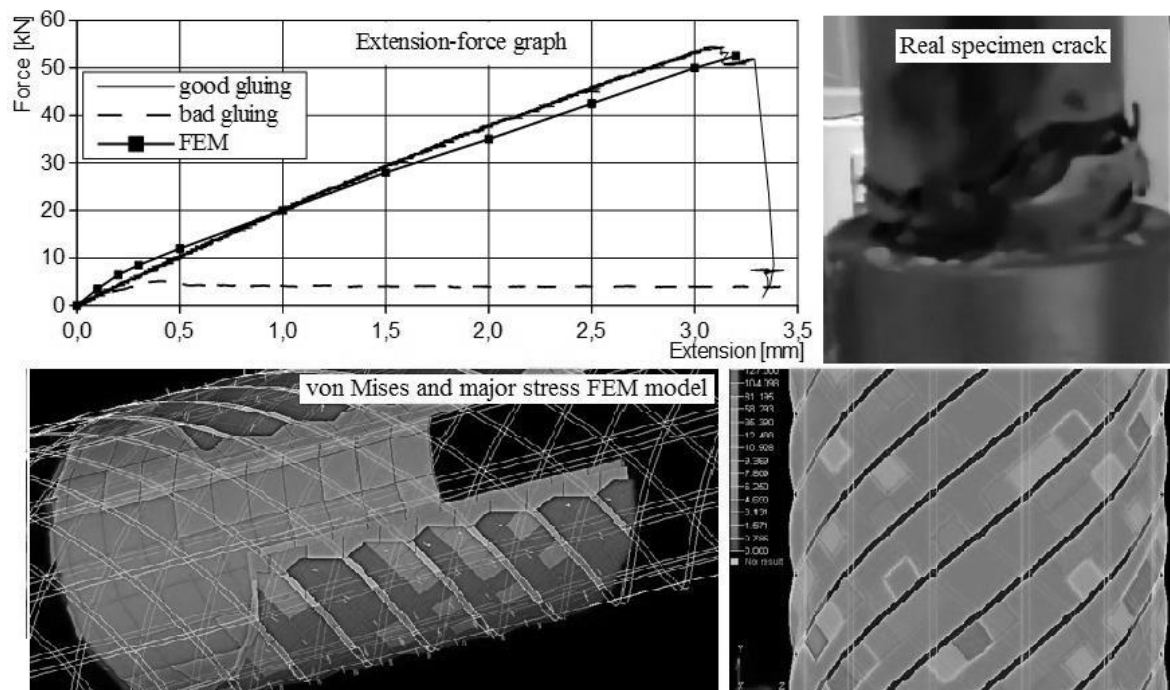 60
50
40
30
20
10
0
Force [kN]
Extension-force graph
good gluing
bad gluing
FEM
0,0
0,5
1,0
1,5
2,0
2,5
3,0
3,5
Extension [mm]
Real specimen crack
von Mises and major stress FEM model
104.098
No result